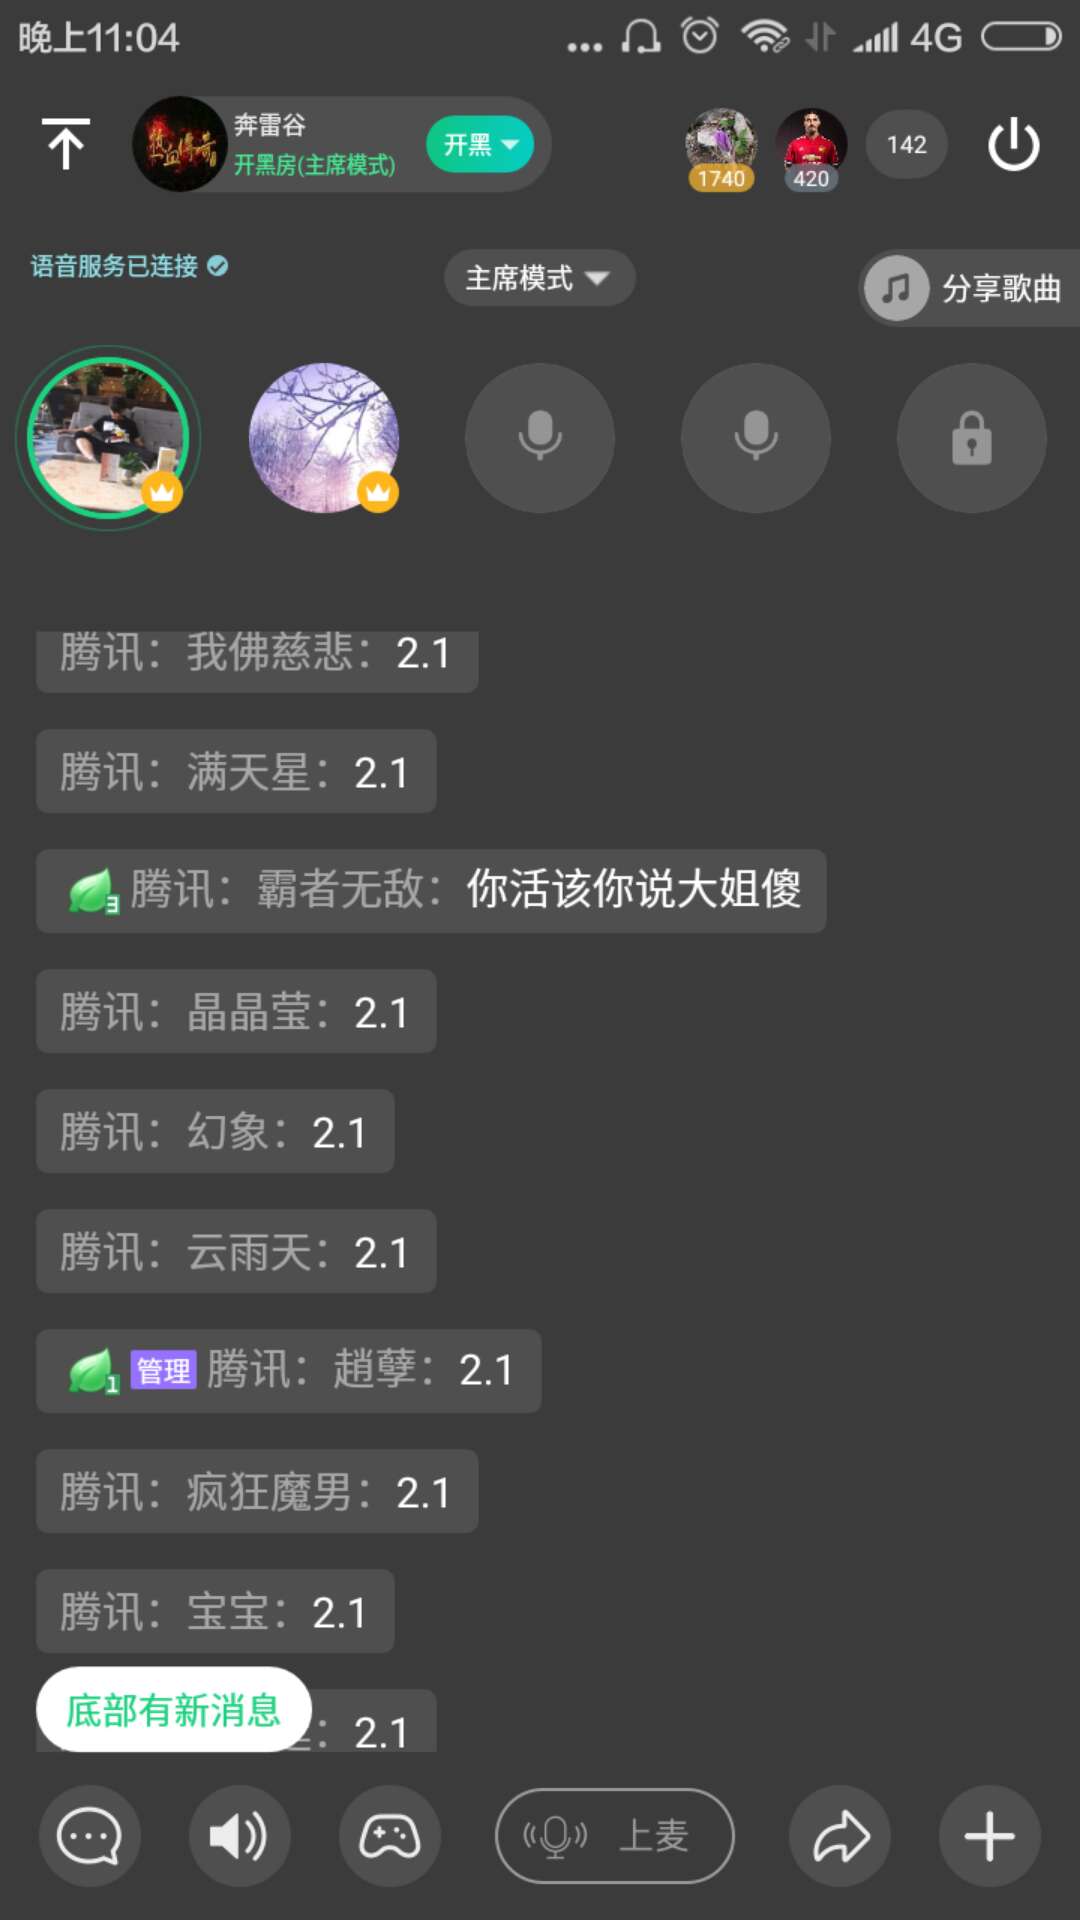 晚上11:04
4G
热血传奇
奔雷谷
开黑房(主席模式)
开黑
1740
420
142
语音服务已连接
主席模式
分享歌曲
腾讯：我佛慈悲：2.1
腾讯：满天星：2.1
3 腾讯：霸者无敌：你活该你说大姐傻
腾讯：晶晶莹：2.1
腾讯：幻象：2.1
腾讯：云雨天：2.1
1 管理 腾讯：趙孽：2.1
腾讯：疯狂魔男：2.1
腾讯：宝宝：2.1
：2.1
底部有新消息
上麦